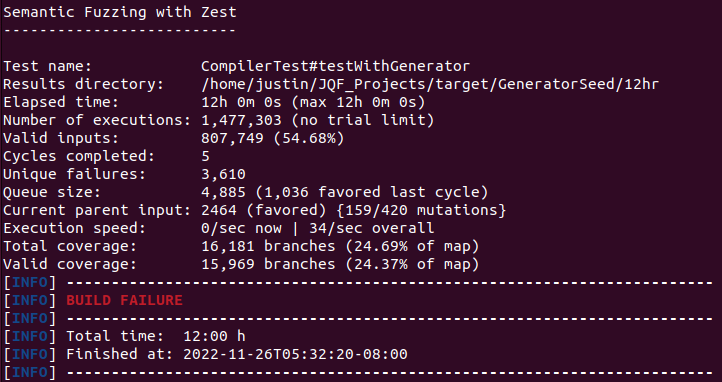 Semantic Fuzzing with Zest
--------------------------
Test name:            CompilerTest#testWithGenerator
Results directory:    /home/justin/JQF_Projects/target/GeneratorSeed/12hr
Elapsed time:         12h 0m 0s (max 12h 0m 0s)
Number of executions: 1,477,303 (no trial limit)
Valid inputs:         807,749 (54.68%)
Cycles completed:     5
Unique failures:      3,610
Queue size:           4,885 (1,036 favored last cycle)
Current parent input: 2464 (favored) {159/420 mutations}
Execution speed:      0/sec now | 34/sec overall
Total coverage:       16,181 branches (24.69% of map)
Valid coverage:       15,969 branches (24.37% of map)
[INFO] ------------------------------------------------------------------------
[INFO] BUILD FAILURE
[INFO] ------------------------------------------------------------------------
[INFO] Total time:  12:00 h
[INFO] Finished at: 2022-11-26T05:32:20-08:00
[INFO] ------------------------------------------------------------------------